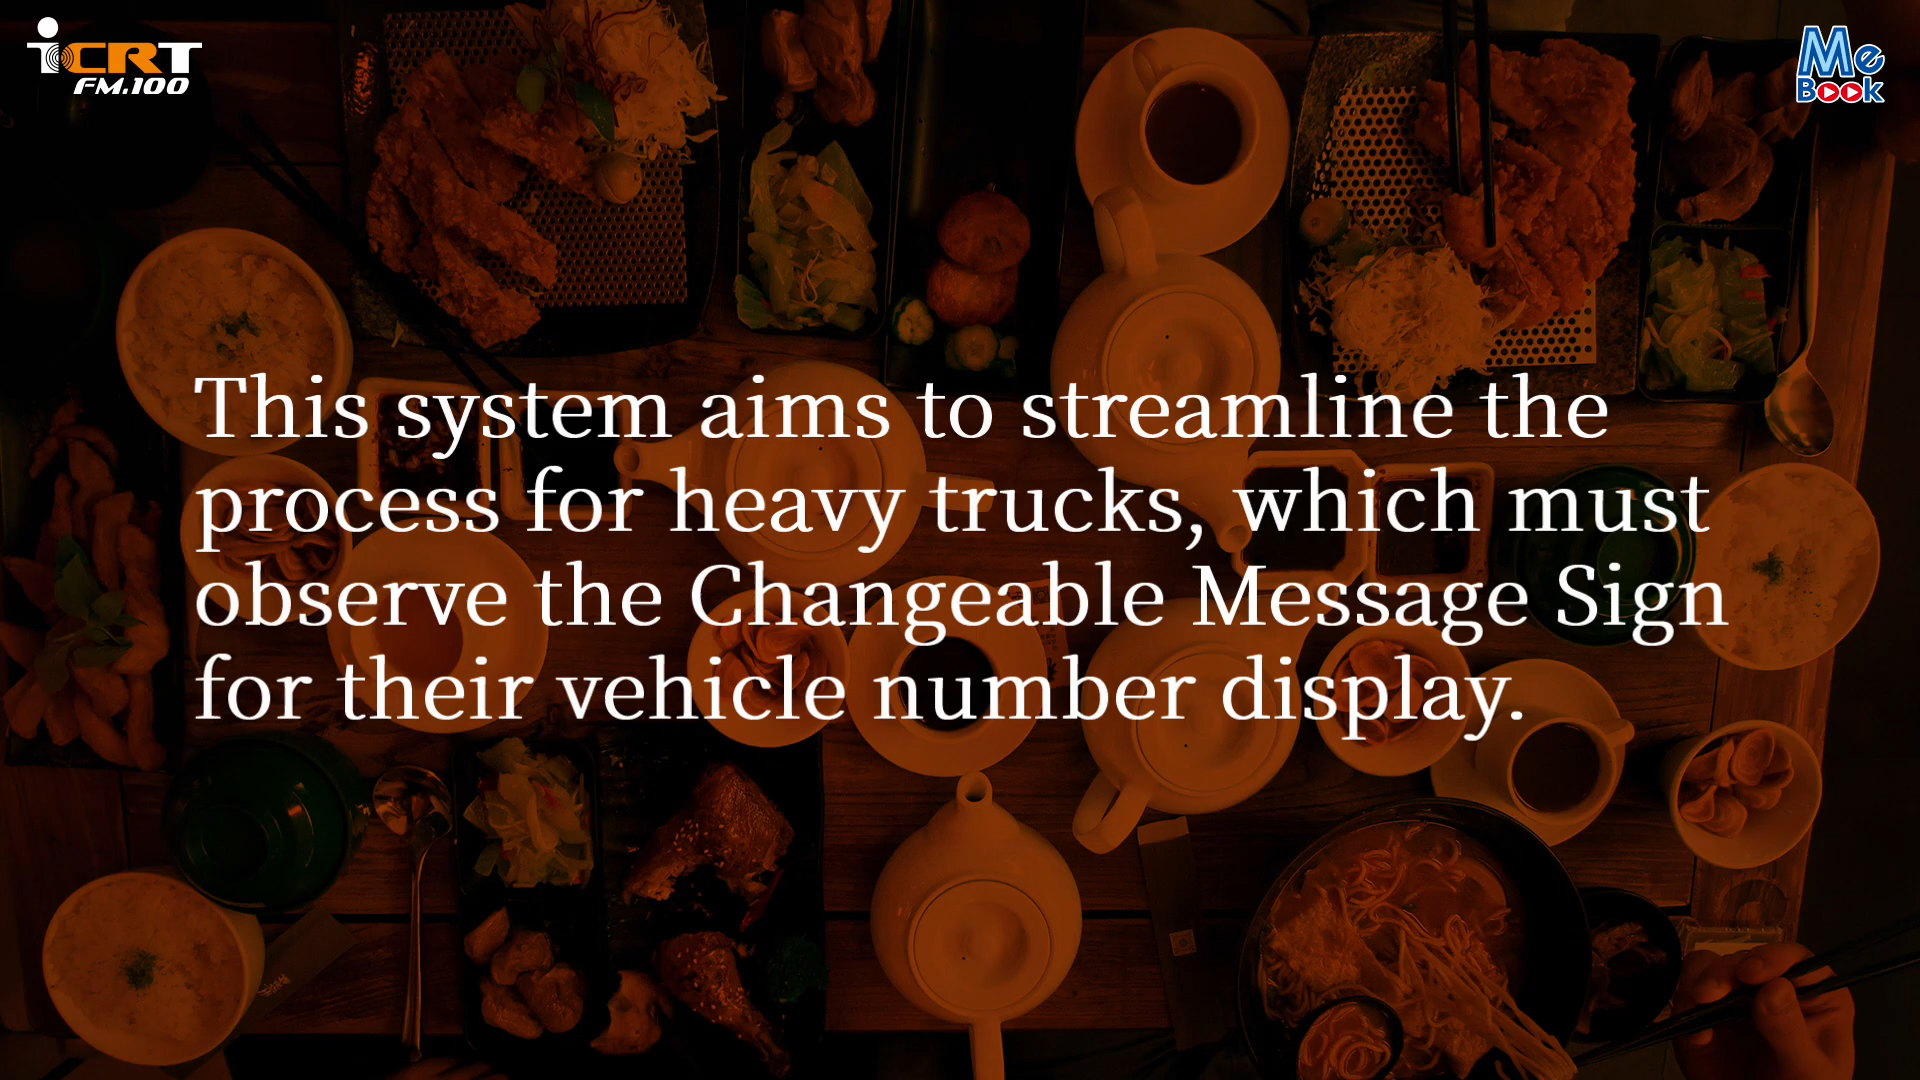 iCRT
FM.100
Me
Book
This system aims to streamline the
process for heavy trucks, which must
observe the Changeable Message Sign
for their vehicle number display.